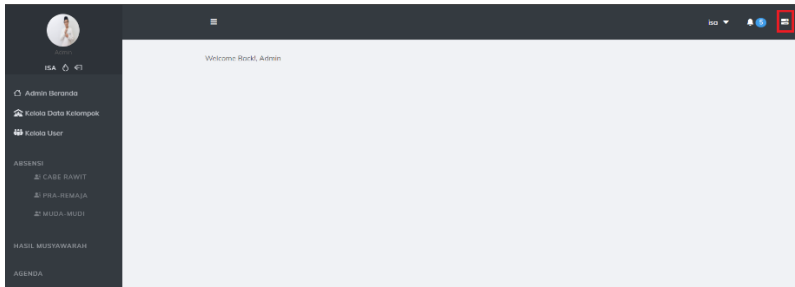 isa
5
Admin
ISA
Welcome Back!, Admin
Admin Beranda
Kelola Data Kelompok
Kelola User
ABSENSI
CABE RAWIT
PRA-REMAJA
MUDA-MUDI
HASIL MUSYAWARAH
AGENDA